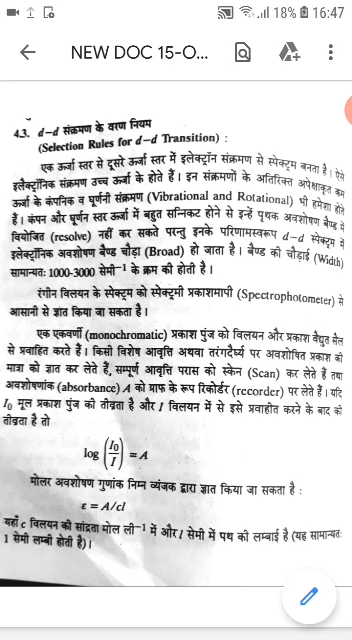 18% 16:47
NEW DOC 15-O...
4.3. d–d संक्रमण के वरण नियम
(Selection Rules for d–d Transition) :
एक ऊर्जा स्तर से दूसरे ऊर्जा स्तर में इलेक्ट्रॉन संक्रमण से स्पेक्ट्रम बनता है। ऐसे
इलैक्ट्रॉनिक संक्रमण उच्च ऊर्जा के होते हैं। इन संक्रमणों के अतिरिक्त अपेक्षाकृत कम
ऊर्जा के कंपनिक व घूर्णनी संक्रमण (Vibrational and Rotational) भी हमेशा होते
हैं। कंपन और घूर्णन स्तर ऊर्जा में बहुत सन्निकट होने से इन्हें पृथक अवशोषण बैण्ड में
वियोजित (resolve) नहीं कर सकते परन्तु इनके परिणामस्वरूप d–d स्पेक्ट्रम में
इलेक्ट्रॉनिक अवशोषण बैण्ड चौड़ा (Broad) हो जाता है। बैण्ड की चौड़ाई (Width)
सामान्यत: 1000-3000 सेमी⁻¹ के क्रम की होती है।
रंगीन विलयन के स्पेक्ट्रम को स्पेक्ट्रमी प्रकाशमापी (Spectrophotometer) से
आसानी से ज्ञात किया जा सकता है।
एक एकवर्णी (monochromatic) प्रकाश पुंज को विलयन और प्रकाश वैद्युत सैल
से प्रवाहित करते हैं। किसी विशेष आवृत्ति अथवा तरंगदैर्घ्य पर अवशोषित प्रकाश की
मात्रा को ज्ञात कर लेते हैं, सम्पूर्ण आवृत्ति परास को स्केन (Scan) कर लेते हैं तथा
अवशोषणांक (absorbance) A को ग्राफ के रूप रिकोर्डर (recorder) पर लेते हैं। यदि
I₀ मूल प्रकाश पुंज की तीव्रता है और I विलयन में से इसे प्रवाहीत करने के बाद की
तीव्रता है तो
log (I₀/I) = A
मोलर अवशोषण गुणांक निम्न व्यंजक द्वारा ज्ञात किया जा सकता है :
ε = A/cl
यहाँ c विलयन की सांद्रता मोल ली⁻¹ में और l सेमी में पथ की लम्बाई है (यह सामान्यत:
1 सेमी लम्बी होती है)।